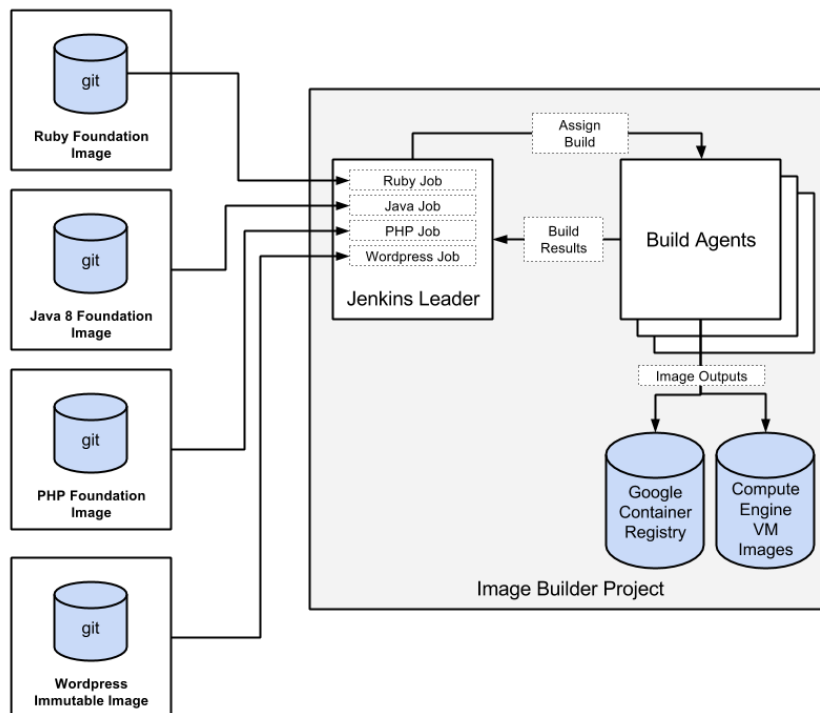 git
Ruby Foundation
Image
git
Java 8 Foundation
Image
git
PHP Foundation
Image
git
Wordpress
Immutable Image
Assign
Build
Ruby Job
Java Job
PHP Job
Wordpress Job
Jenkins Leader
Build
Results
Build Agents
Image Outputs
Google
Container
Registry
Compute
Engine
VM
Images
Image Builder Project